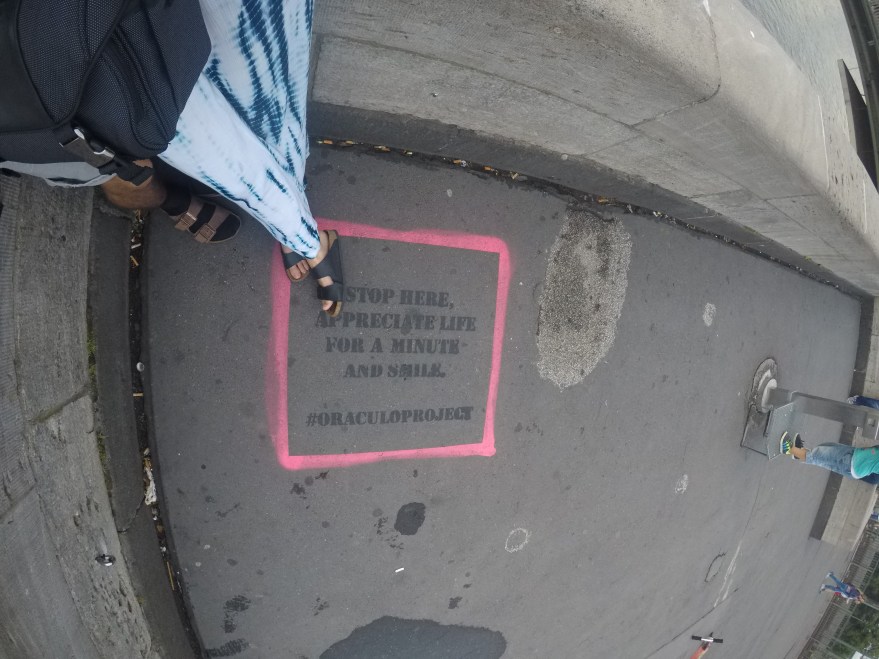 STOP HERE,
APPRECIATE LIFE
FOR A MINUTE
AND SMILE.
#ORACULOPROJECT